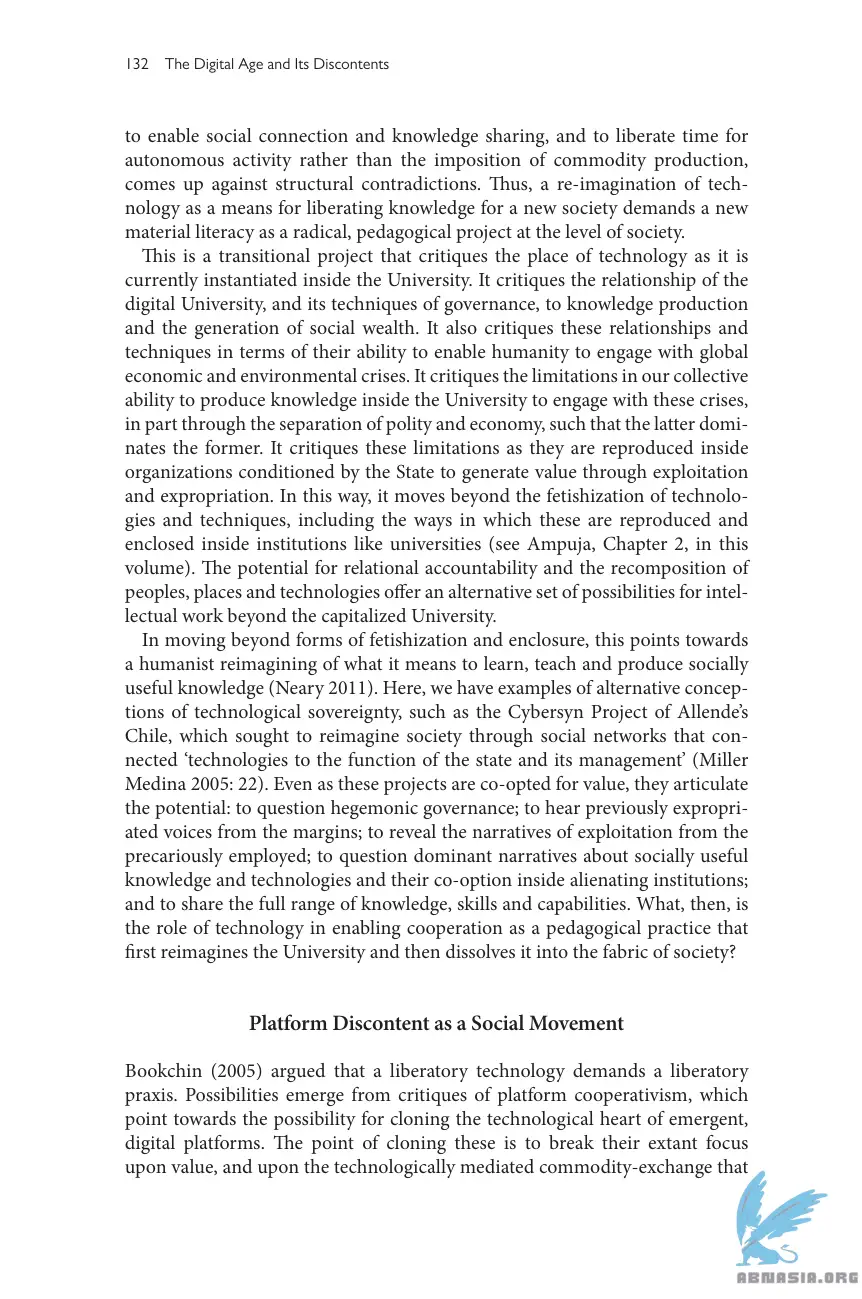 132 The Digital Age and Its Discontents
to enable social connection and knowledge sharing, and to liberate time for
autonomous activity rather than the imposition of commodity production,
comes up against structural contradictions. Thus, a re-imagination of tech-
nology as a means for liberating knowledge for a new society demands a new
material literacy as a radical, pedagogical project at the level of society.
This is a transitional project that critiques the place of technology as it is
currently instantiated inside the University. It critiques the relationship of the
digital University, and its techniques of governance, to knowledge production
and the generation of social wealth. It also critiques these relationships and
techniques in terms of their ability to enable humanity to engage with global
economic and environmental crises. It critiques the limitations in our collective
ability to produce knowledge inside the University to engage with these crises,
in part through the separation of polity and economy, such that the latter domi-
nates the former. It critiques these limitations as they are reproduced inside
organizations conditioned by the State to generate value through exploitation
and expropriation. In this way, it moves beyond the fetishization of technolo-
gies and techniques, including the ways in which these are reproduced and
enclosed inside institutions like universities (see Ampuja, Chapter 2, in this
volume). The potential for relational accountability and the recomposition of
peoples, places and technologies offer an alternative set of possibilities for intel-
lectual work beyond the capitalized University.
In moving beyond forms of fetishization and enclosure, this points towards
a humanist reimagining of what it means to learn, teach and produce socially
useful knowledge (Neary 2011). Here, we have examples of alternative concep-
tions of technological sovereignty, such as the Cybersyn Project of Allende’s
Chile, which sought to reimagine society through social networks that con-
nected ‘technologies to the function of the state and its management’ (Miller
Medina 2005: 22). Even as these projects are co-opted for value, they articulate
the potential: to question hegemonic governance; to hear previously expropri-
ated voices from the margins; to reveal the narratives of exploitation from the
precariously employed; to question dominant narratives about socially useful
knowledge and technologies and their co-option inside alienating institutions;
and to share the full range of knowledge, skills and capabilities. What, then, is
the role of technology in enabling cooperation as a pedagogical practice that
first reimagines the University and then dissolves it into the fabric of society?
Platform Discontent as a Social Movement
Bookchin (2005) argued that a liberatory technology demands a liberatory
praxis. Possibilities emerge from critiques of platform cooperativism, which
point towards the possibility for cloning the technological heart of emergent,
digital platforms. The point of cloning these is to break their extant focus
upon value, and upon the technologically mediated commodity-exchange that
ABNASIA.ORG